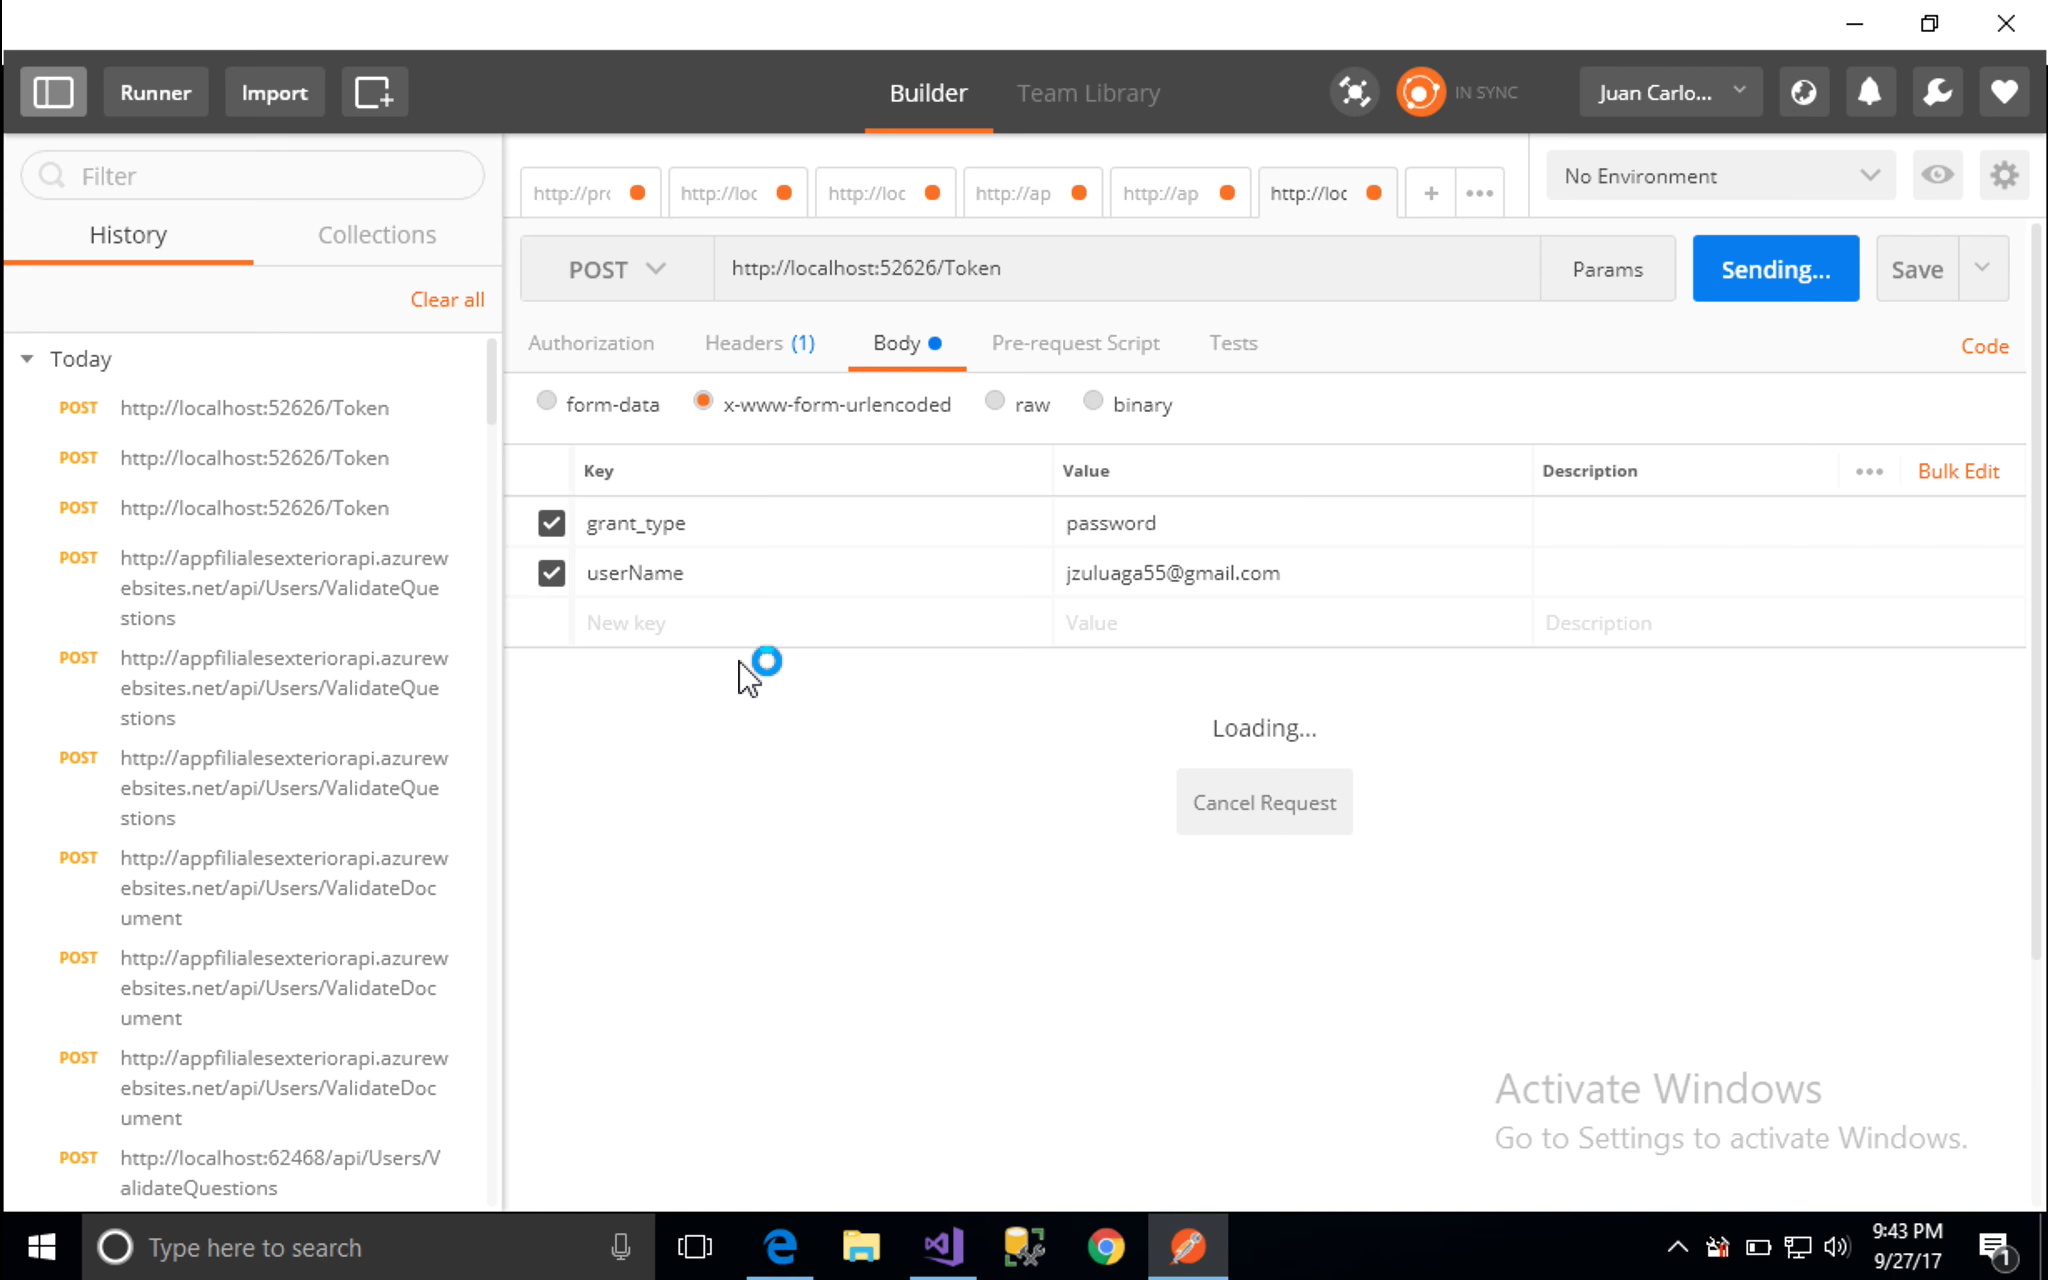 Runner
Import
Builder
Team Library
IN SYNC
Juan Carlo...
Filter
History
Collections
Clear all
Today
POST http://localhost:52626/Token
POST http://localhost:52626/Token
POST http://localhost:52626/Token
POST http://appfilialesexteriorapi.azurew
ebsites.net/api/Users/ValidateQue
stions
POST http://appfilialesexteriorapi.azurew
ebsites.net/api/Users/ValidateQue
stions
POST http://appfilialesexteriorapi.azurew
ebsites.net/api/Users/ValidateQue
stions
POST http://appfilialesexteriorapi.azurew
ebsites.net/api/Users/ValidateDoc
ument
POST http://appfilialesexteriorapi.azurew
ebsites.net/api/Users/ValidateDoc
ument
POST http://appfilialesexteriorapi.azurew
ebsites.net/api/Users/ValidateDoc
ument
POST http://localhost:62468/api/Users/V
alidateQuestions
http://pro http://loc http://loc http://ap http://ap http://loc + •••
No Environment
POST http://localhost:52626/Token Params Sending... Save
Authorization Headers (1) Body Pre-request Script Tests Code
form-data x-www-form-urlencoded raw binary
Key Value Description ••• Bulk Edit
grant_type password
userName jzuluaga55@gmail.com
New key Value Description
Loading...
Cancel Request
Activate Windows
Go to Settings to activate Windows.
Type here to search
9:43 PM
9/27/17
1